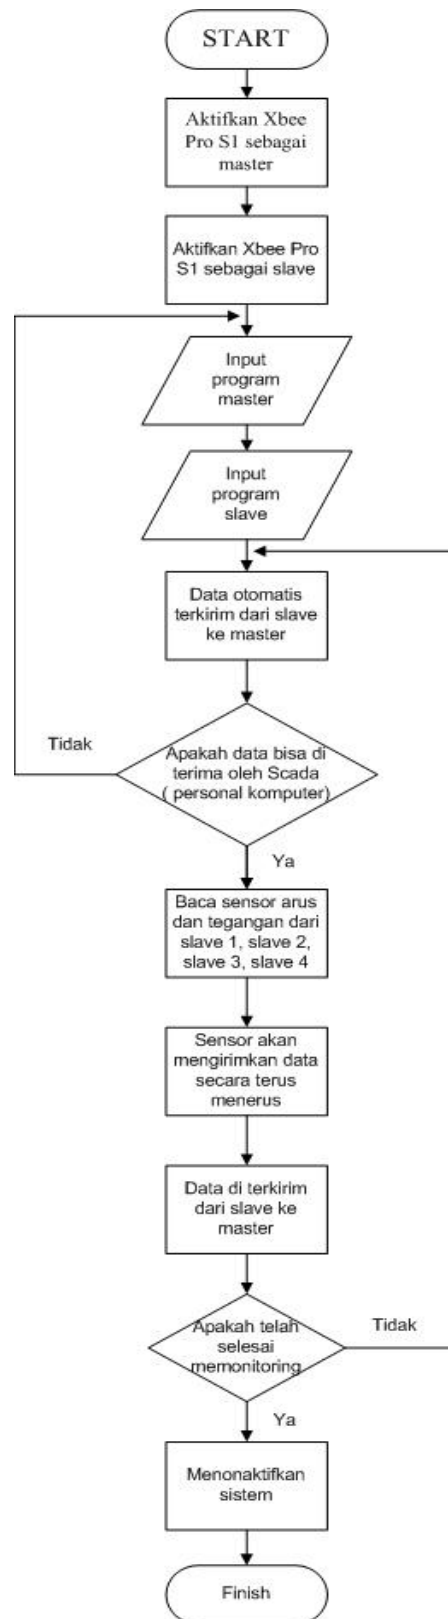 START
Aktifkan Xbee
Pro S1 sebagai
master
Aktifkan Xbee Pro
S1 sebagai slave
Input
program
master
Input
program
slave
Data otomatis
terkirim dari slave
ke master
Tidak
Apakah data bisa di
terima oleh Scada
( personal komputer)
Ya
Baca sensor arus
dan tegangan dari
slave 1, slave 2,
slave 3, slave 4
Sensor akan
mengirimkan data
secara terus
menerus
Data di terkirim
dari slave ke
master
Apakah telah
selesai
memonitoring
Tidak
Ya
Menonaktifkan
sistem
Finish